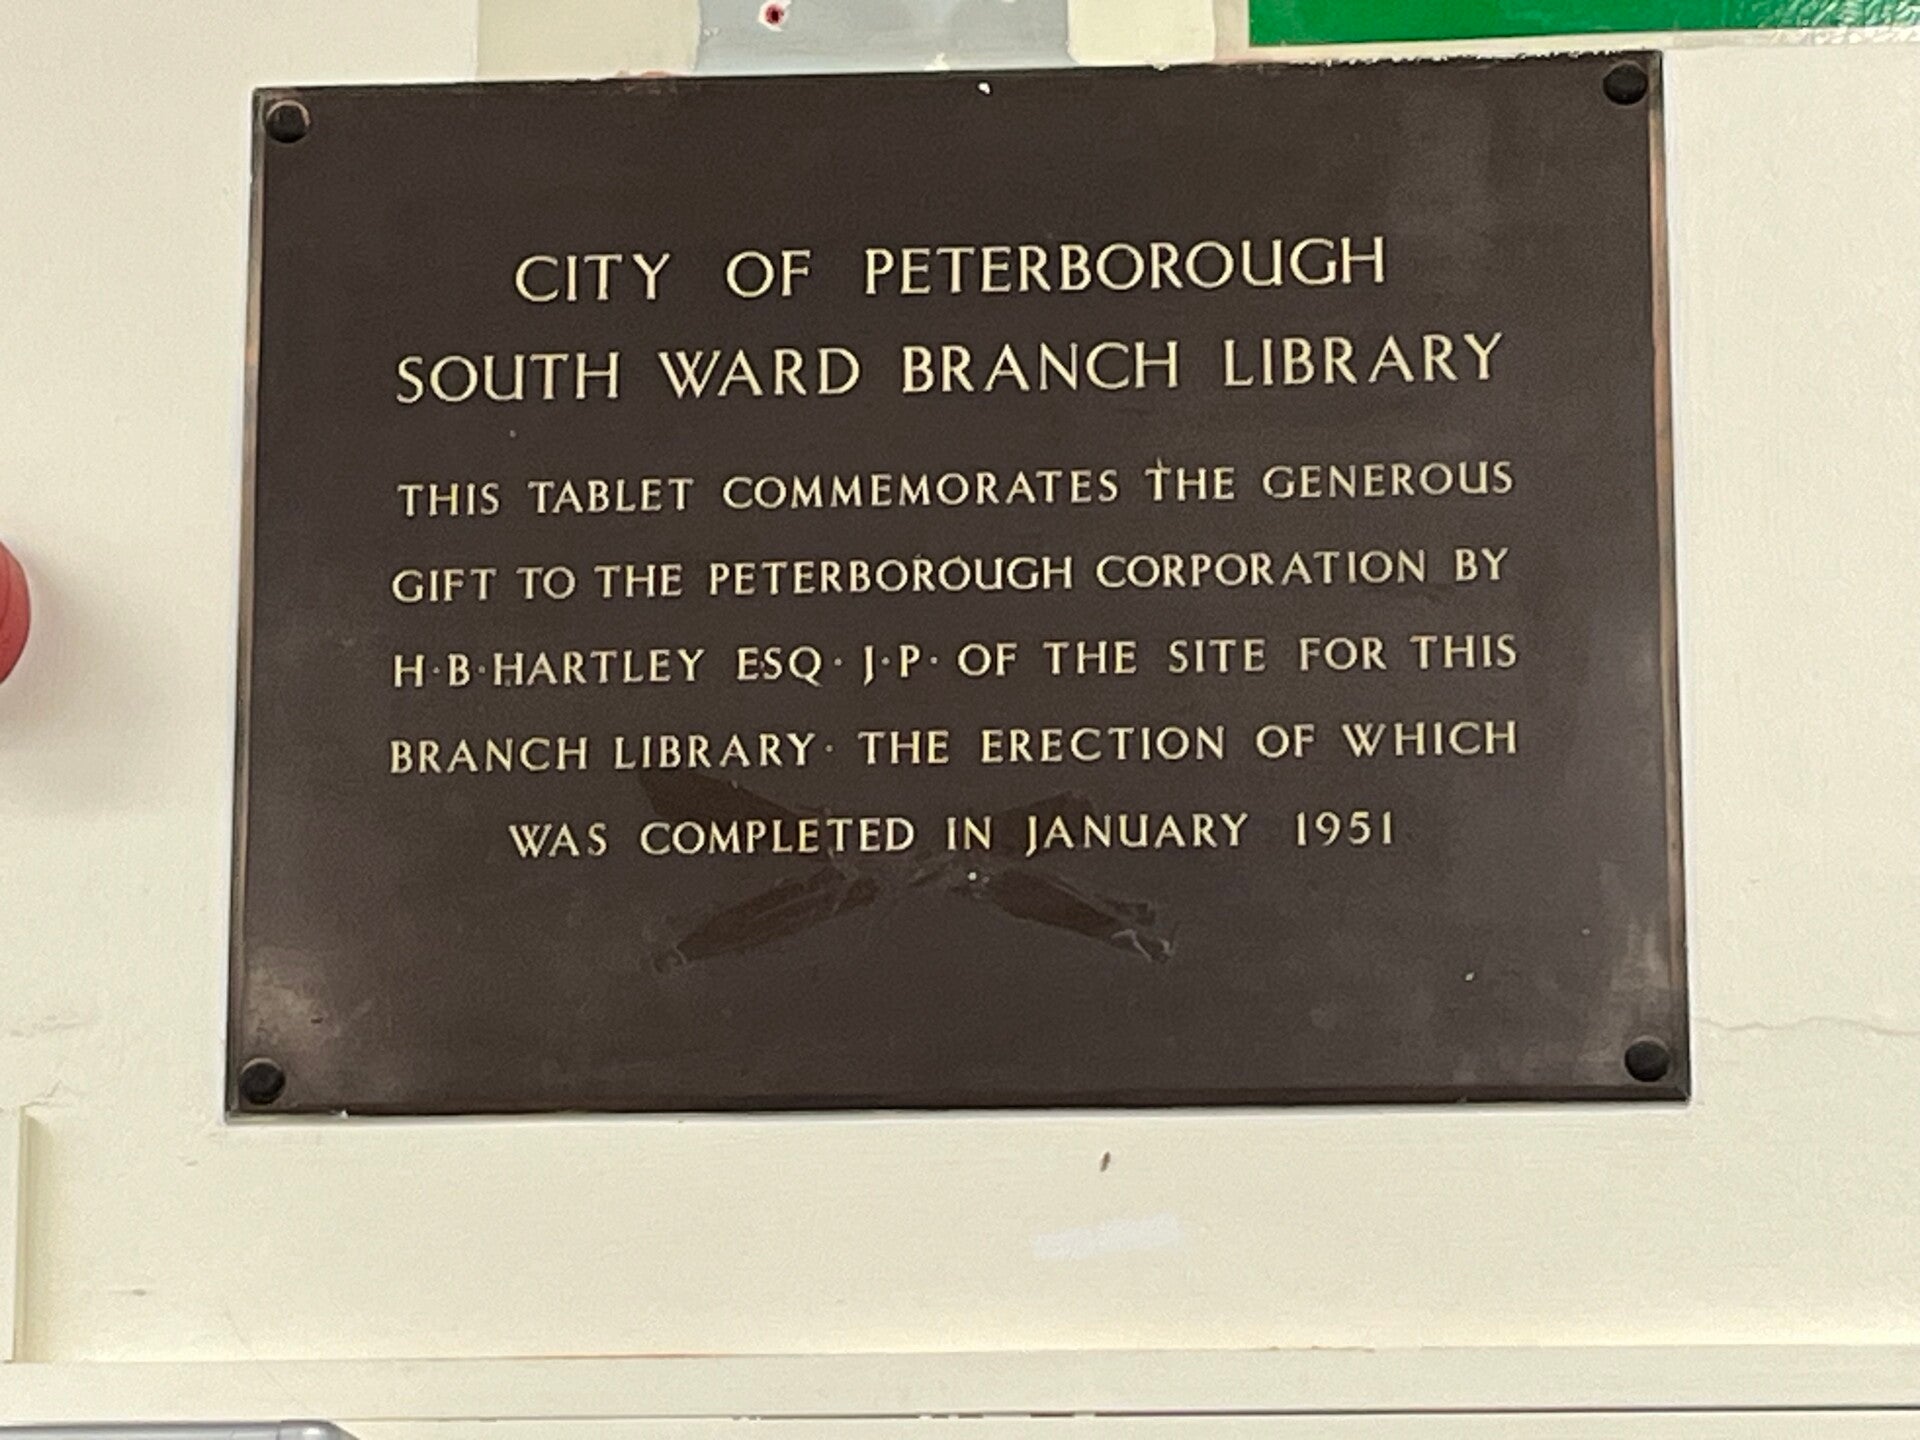 CITY OF PETERBOROUGH
SOUTH WARD BRANCH LIBRARY
THIS TABLET COMMEMORATES THE GENEROUS
GIFT TO THE PETERBOROUGH CORPORATION BY
H·B·HARTLEY ESQ· J·P· OF THE SITE FOR THIS
BRANCH LIBRARY· THE ERECTION OF WHICH
WAS COMPLETED IN JANUARY 1951